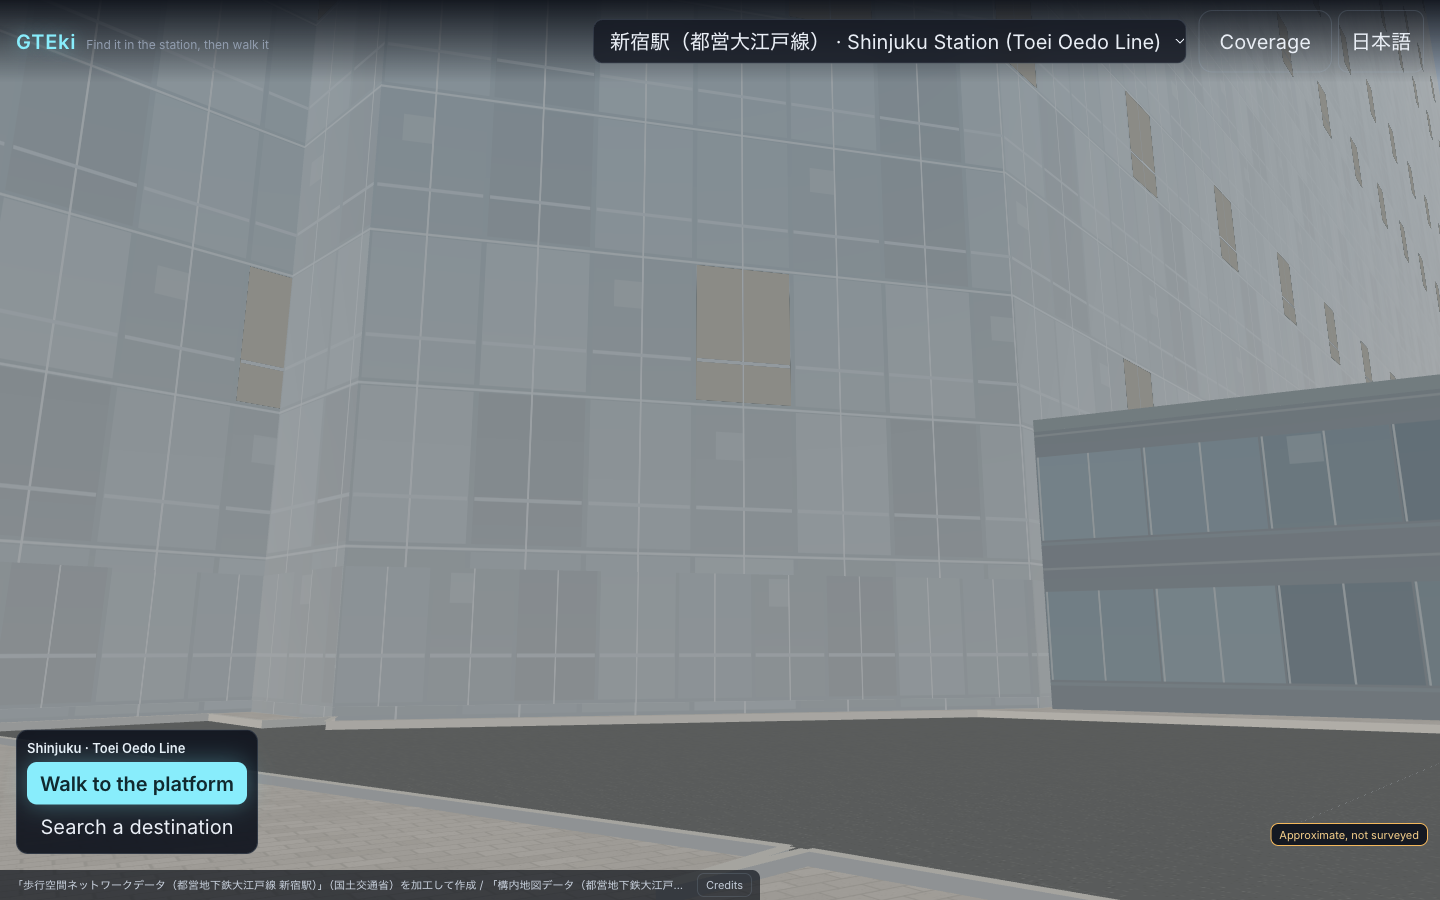 GTEki Find it in the station, then walk it
新宿駅（都営大江戸線） · Shinjuku Station (Toei Oedo Line)
Coverage
日本語
Shinjuku · Toei Oedo Line
Walk to the platform
Search a destination
Approximate, not surveyed
「歩行空間ネットワークデータ（都営地下鉄大江戸線 新宿駅）」（国土交通省）を加工して作成 / 「構内地図データ（都営地下鉄大江戸...
Credits